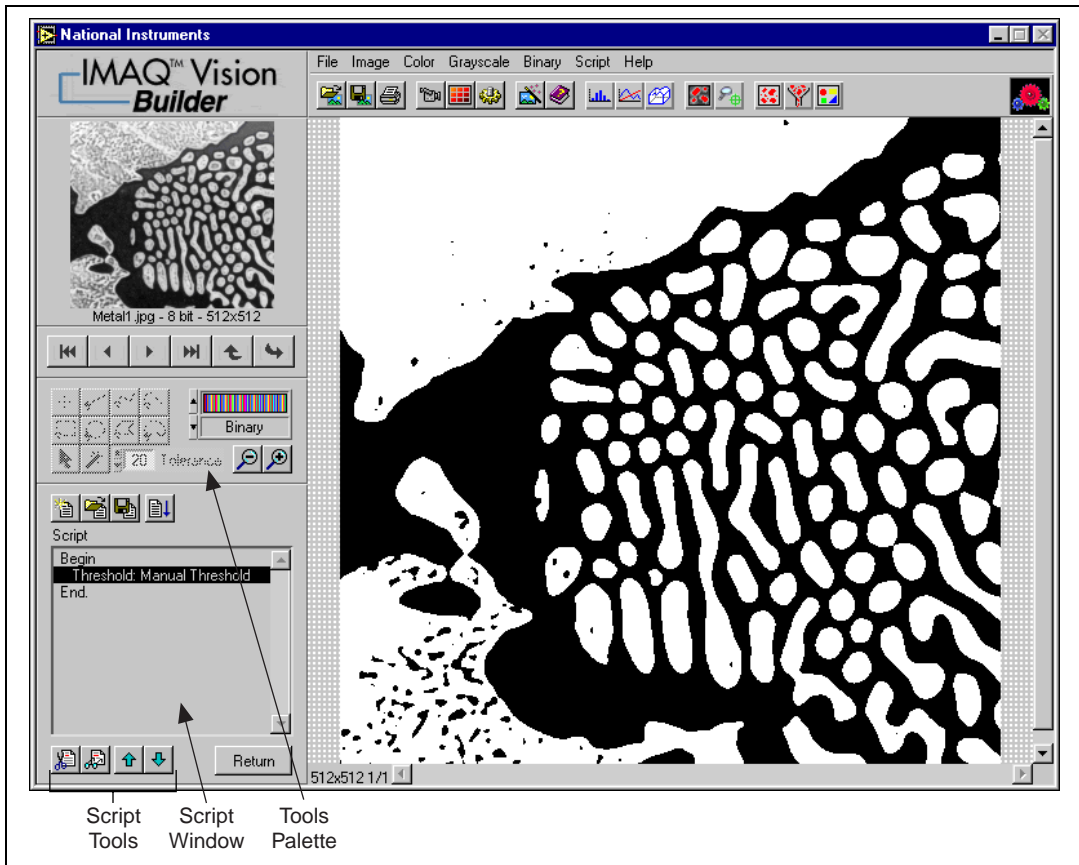 National Instruments
IMAQ™ Vision
Builder
File Image Color Grayscale Binary Script Help
Metal1.jpg - 8 bit - 512x512
Binary
20 Tolerance
Script
Begin
Threshold: Manual Threshold
End.
Return
512x512 1/1
Script Tools
Script Window
Tools Palette